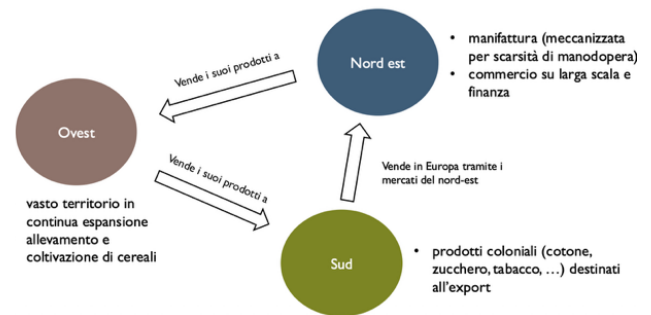 Nord est
• manifattura (meccanizzata
per scarsità di manodopera)
• commercio su larga scala e
finanza
Vende i suoi prodotti a
Ovest
vasto territorio in
continua espansione
allevamento e
coltivazione di cereali
Vende i suoi prodotti a
Vende in Europa tramite i
mercati del nord-est
Sud
• prodotti coloniali (cotone,
zucchero, tabacco, …) destinati
all'export